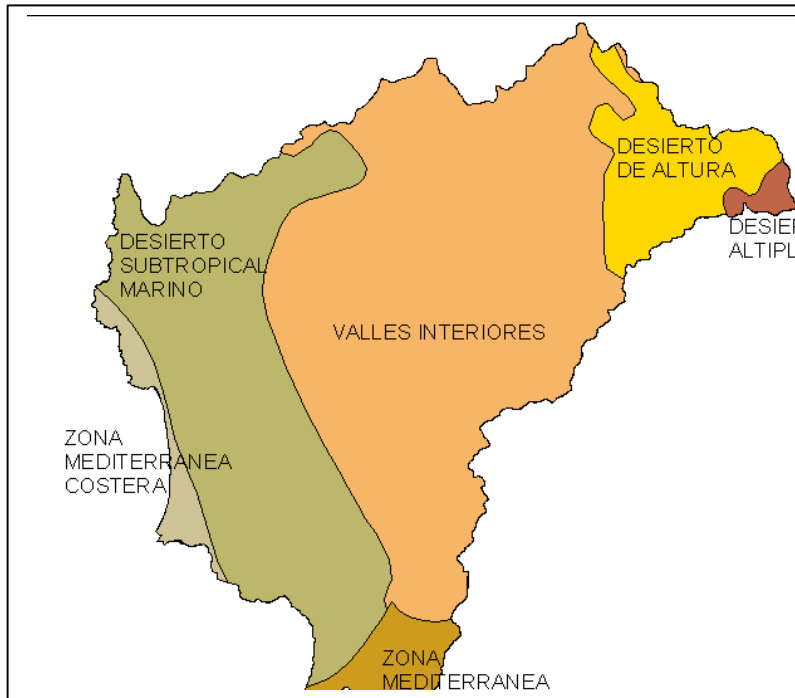 DESIERTO
DE ALTURA
DESIERTO
SUBTROPICAL
MARINO
VALLES INTERIORES
ZONA
MEDITERRANEA
COSTERA
ZONA
MEDITERRANEA